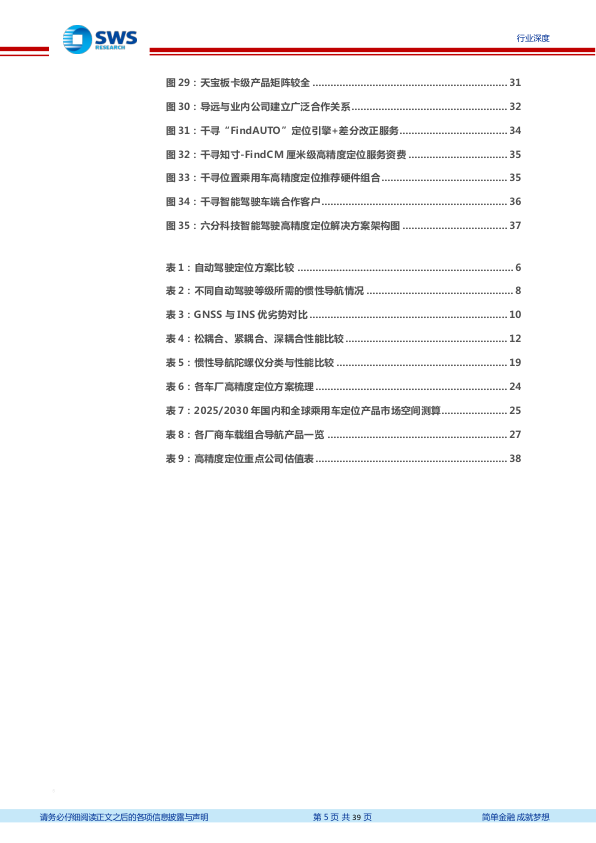 SWS
RESEARCH
行业深度
图 29：天宝板卡级产品矩阵较全 ................................................................ 31
图 30：导远与业内公司建立广泛合作关系 .................................................... 32
图 31：千寻“FindAUTO”定位引擎+差分改正服务 .................................... 34
图 32：千寻知寸-FindCM 厘米级高精度定位服务资费 ................................. 35
图 33：千寻位置乘用车高精度定位推荐硬件组合 .......................................... 35
图 34：千寻智能驾驶车端合作客户 .............................................................. 36
图 35：六分科技智能驾驶高精度定位解决方案架构图 ................................... 37
表 1：自动驾驶定位方案比较 ........................................................................ 6
表 2：不同自动驾驶等级所需的惯性导航情况 ................................................. 8
表 3：GNSS 与 INS 优劣势对比 .................................................................. 10
表 4：松耦合、紧耦合、深耦合性能比较 ...................................................... 12
表 5：惯性导航陀螺仪分类与性能比较 ......................................................... 19
表 6：各车厂高精度定位方案梳理 ................................................................ 24
表 7：2025/2030 年国内和全球乘用车定位产品市场空间测算 ...................... 25
表 8：各厂商车载组合导航产品一览 ............................................................ 27
表 9：高精度定位重点公司估值表 ................................................................ 38
请务必仔细阅读正文之后的各项信息披露与声明
第 5 页 共 39 页
简单金融 成就梦想